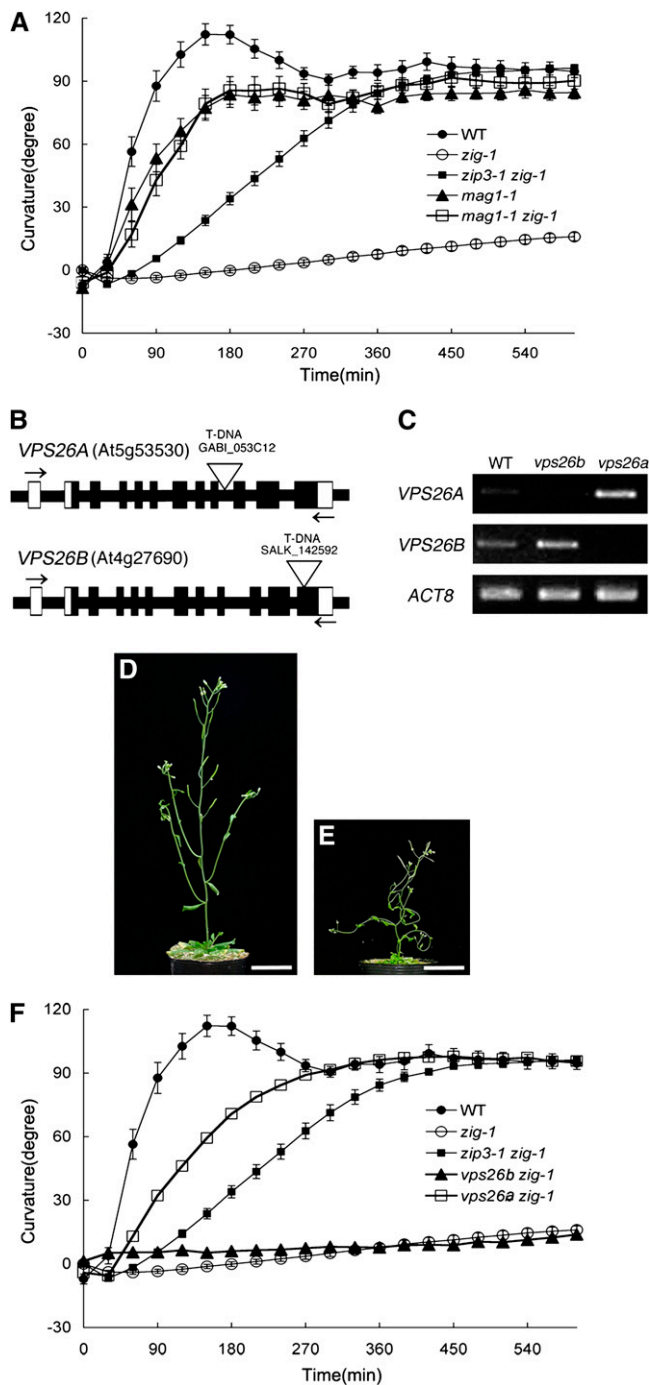 A
120
90
60
30
0
-30
Curvature(degree)
WT
zig-1
zip3-1 zig-1
mag1-1
mag1-1 zig-1
0 90 180 270 360 450 540
Time(min)
B
T-DNA
GABI_053C12
VPS26A (At5g53530)
T-DNA
SALK_142592
VPS26B (At4g27690)
C
WT vps26b vps26a
VPS26A
VPS26B
ACT8
D
E
F
120
90
60
30
0
-30
Curvature(degree)
WT
zig-1
zip3-1 zig-1
vps26b zig-1
vps26a zig-1
0 90 180 270 360 450 540
Time(min)